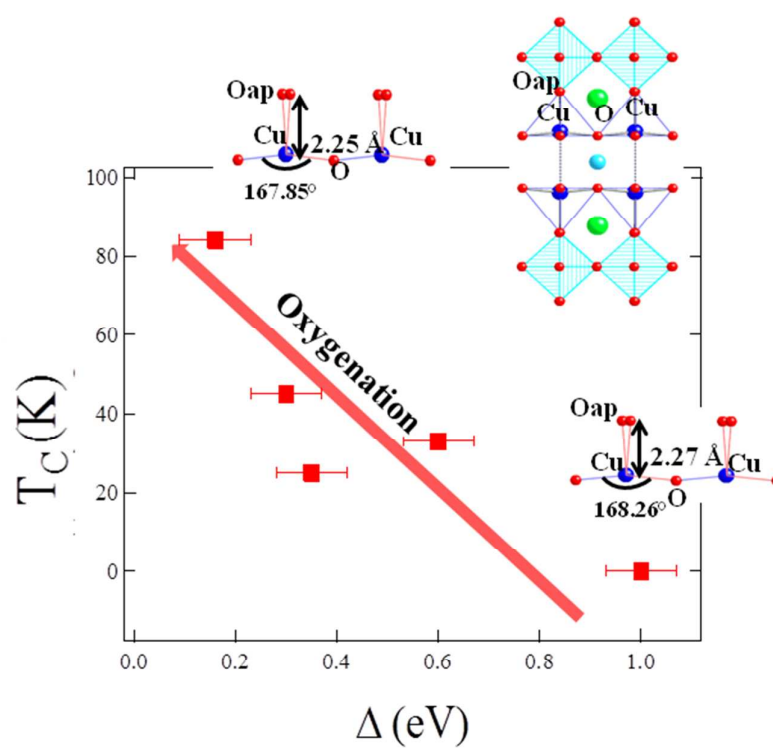 Oap
Cu
Cu
2.25 Å
O
167.85°
Oap
Cu
O
Cu
100
80
60
40
20
0
T_C (K)
Oxygenation
Oap
Cu
2.27 Å
Cu
O
168.26°
0.0 0.2 0.4 0.6 0.8 1.0
Δ (eV)